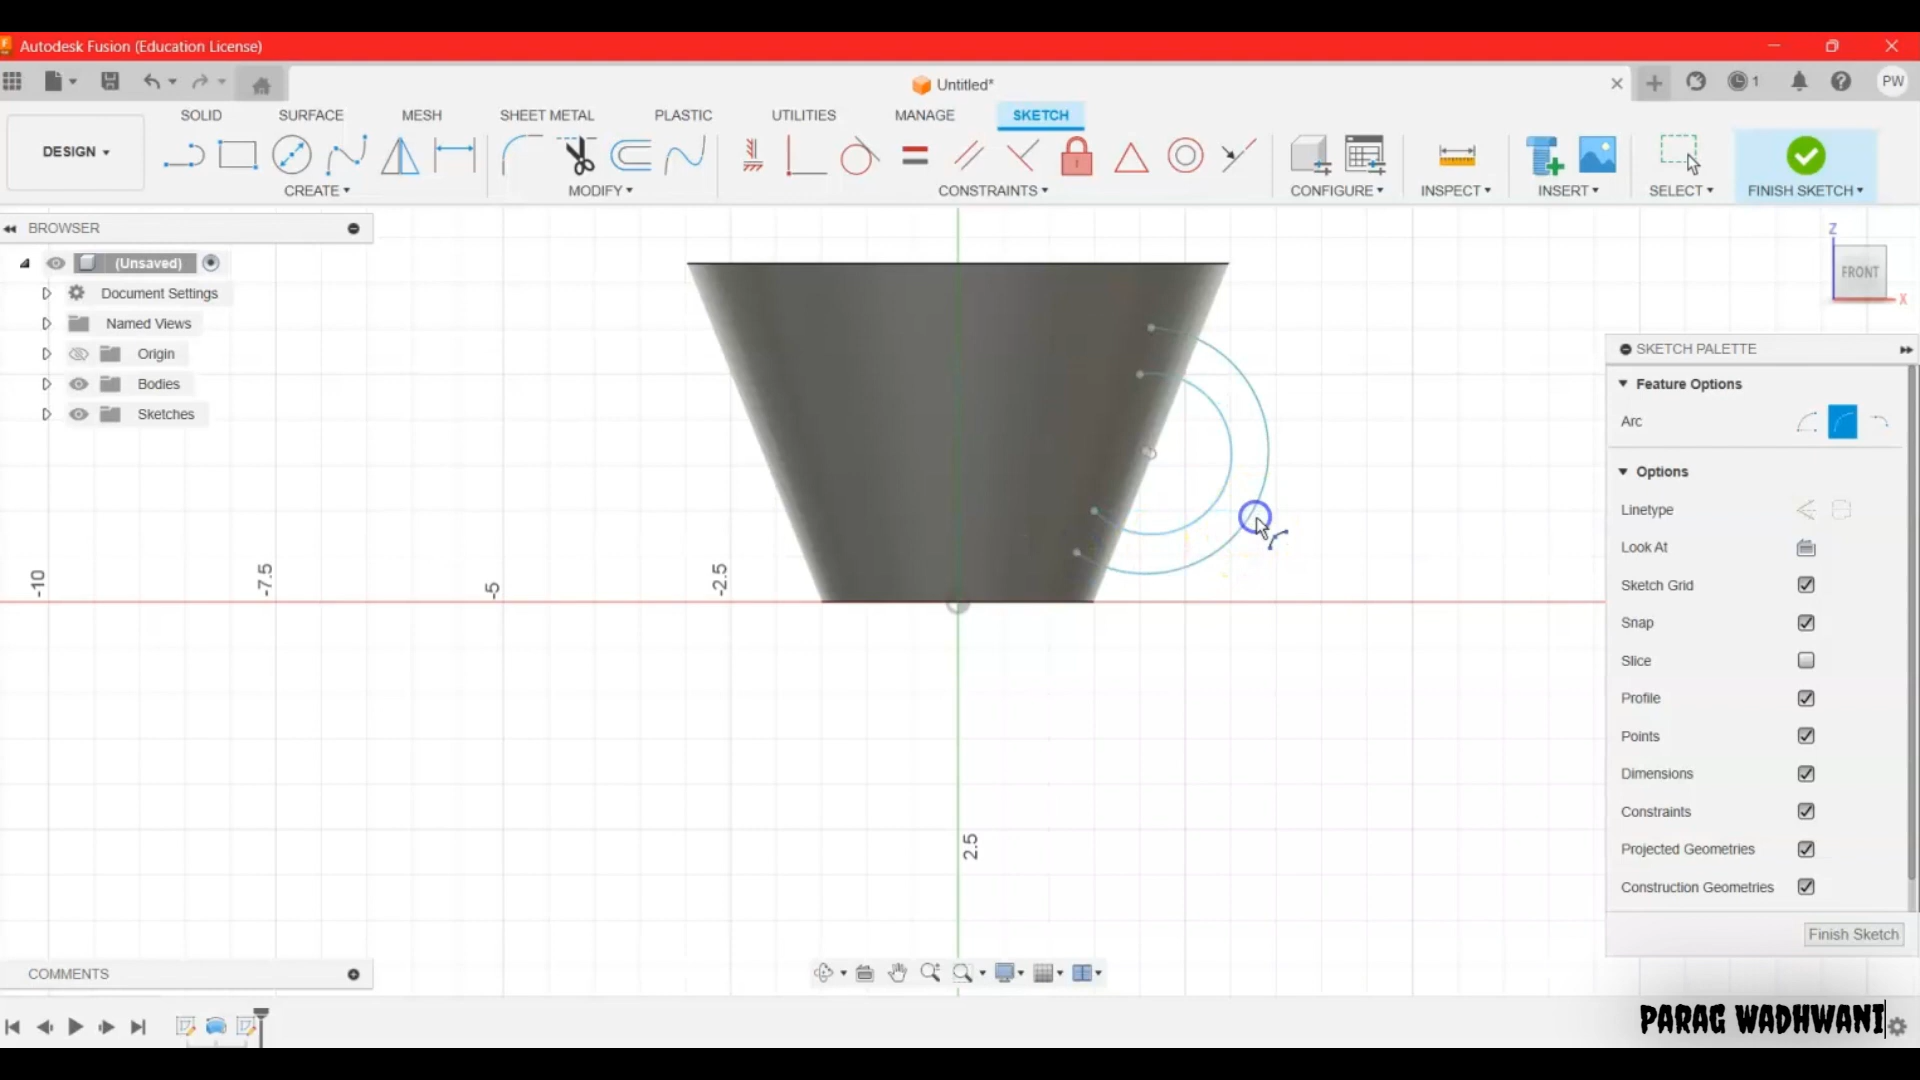 Autodesk Fusion (Education License)
Untitled*
1
PW
DESIGN
SOLID
SURFACE
MESH
SHEET METAL
PLASTIC
UTILITIES
MANAGE
SKETCH
CREATE
MODIFY
CONSTRAINTS
CONFIGURE
INSPECT
INSERT
SELECT
FINISH SKETCH
BROWSER
(Unsaved)
Document Settings
Named Views
Origin
Bodies
Sketches
Z
FRONT
X
-10
-7.5
-5
-2.5
2.5
SKETCH PALETTE
Feature Options
Arc
Options
Linetype
Look At
Sketch Grid
Snap
Slice
Profile
Points
Dimensions
Constraints
Projected Geometries
Construction Geometries
Finish Sketch
COMMENTS
PARAG WADHWANI